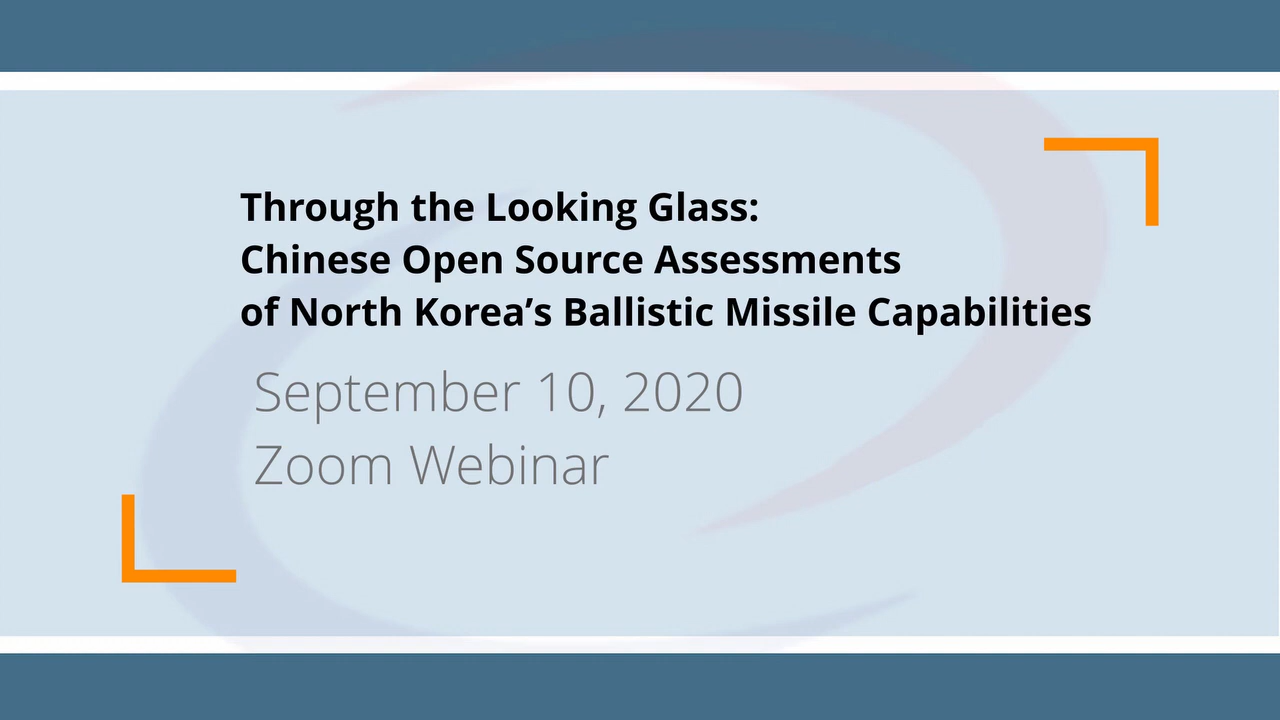 Through the Looking Glass:
Chinese Open Source Assessments
of North Korea’s Ballistic Missile Capabilities
September 10, 2020
Zoom Webinar